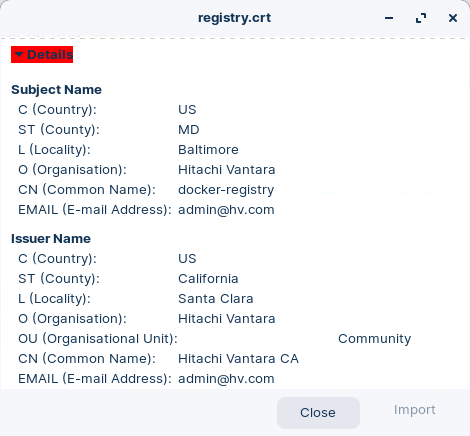 registry.crt
Details
Subject Name
C (Country): US
ST (County): MD
L (Locality): Baltimore
O (Organisation): Hitachi Vantara
CN (Common Name): docker-registry
EMAIL (E-mail Address): admin@hv.com
Issuer Name
C (Country): US
ST (County): California
L (Locality): Santa Clara
O (Organisation): Hitachi Vantara
OU (Organisational Unit): Community
CN (Common Name): Hitachi Vantara CA
EMAIL (E-mail Address): admin@hv.com
Close Import